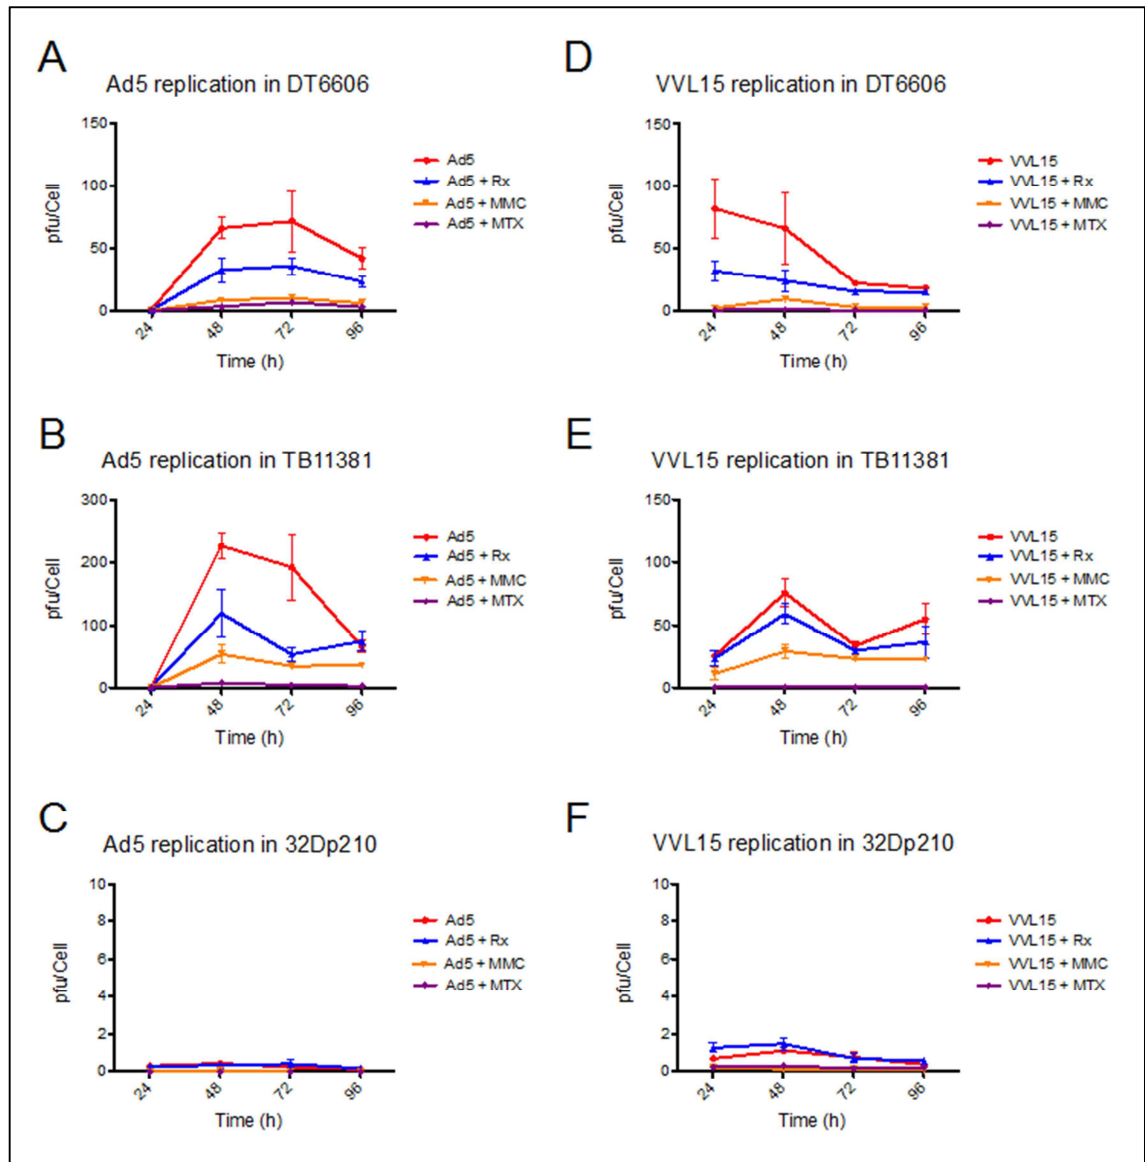 A
Ad5 replication in DT6606
150
100
50
0
pfu/Cell
24
48
72
96
Time (h)
Ad5
Ad5 + Rx
Ad5 + MMC
Ad5 + MTX
D
VVL15 replication in DT6606
150
100
50
0
pfu/Cell
24
48
72
96
Time (h)
VVL15
VVL15 + Rx
VVL15 + MMC
VVL15 + MTX
B
Ad5 replication in TB11381
300
200
100
0
pfu/Cell
24
48
72
96
Time (h)
Ad5
Ad5 + Rx
Ad5 + MMC
Ad5 + MTX
E
VVL15 replication in TB11381
150
100
50
0
pfu/Cell
24
48
72
96
Time (h)
VVL15
VVL15 + Rx
VVL15 + MMC
VVL15 + MTX
C
Ad5 replication in 32Dp210
10
8
6
4
2
0
pfu/Cell
24
48
72
96
Time (h)
Ad5
Ad5 + Rx
Ad5 + MMC
Ad5 + MTX
F
VVL15 replication in 32Dp210
10
8
6
4
2
0
pfu/Cell
24
48
72
96
Time (h)
VVL15
VVL15 + Rx
VVL15 + MMC
VVL15 + MTX